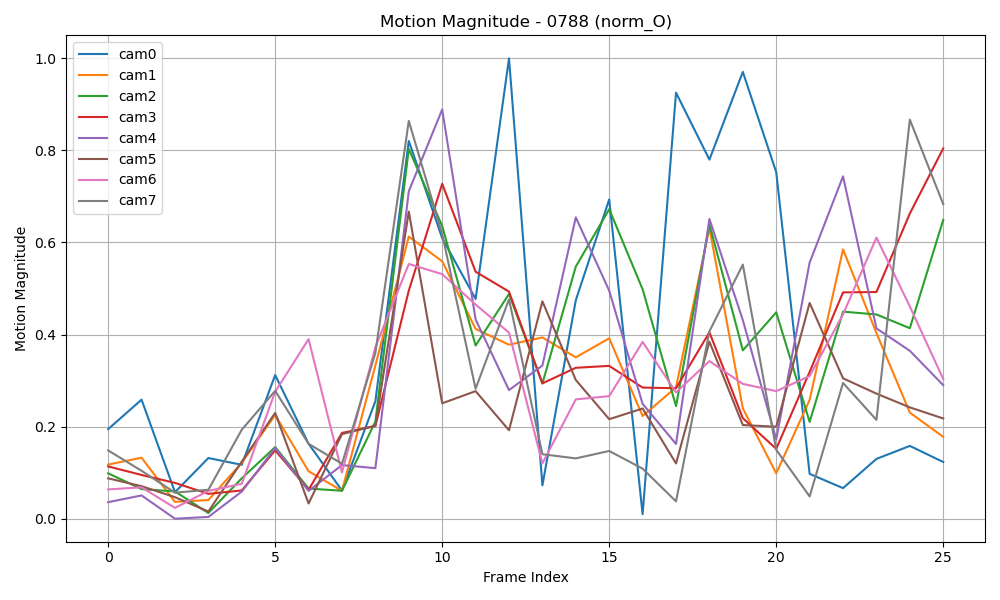 Motion Magnitude - 0788 (norm_O)
cam0
cam1
cam2
cam3
cam4
cam5
cam6
cam7
1.0
0.8
0.6
0.4
0.2
0.0
Motion Magnitude
0 5 10 15 20 25
Frame Index